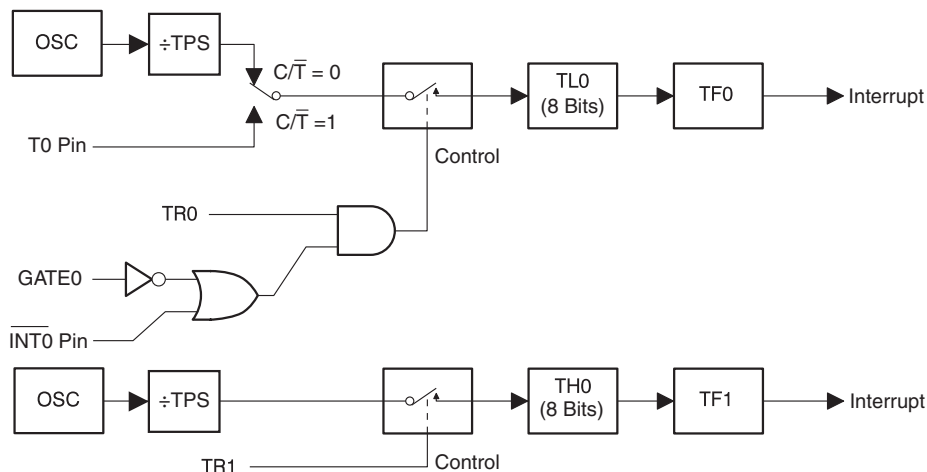 OSC
÷TPS
C/T̅ = 0
C/T̅ =1
T0 Pin
TL0
(8 Bits)
TF0
Interrupt
Control
TR0
GATE0
I̅N̅T̅0̅ Pin
OSC
÷TPS
TH0
(8 Bits)
TF1
Interrupt
TR1
Control